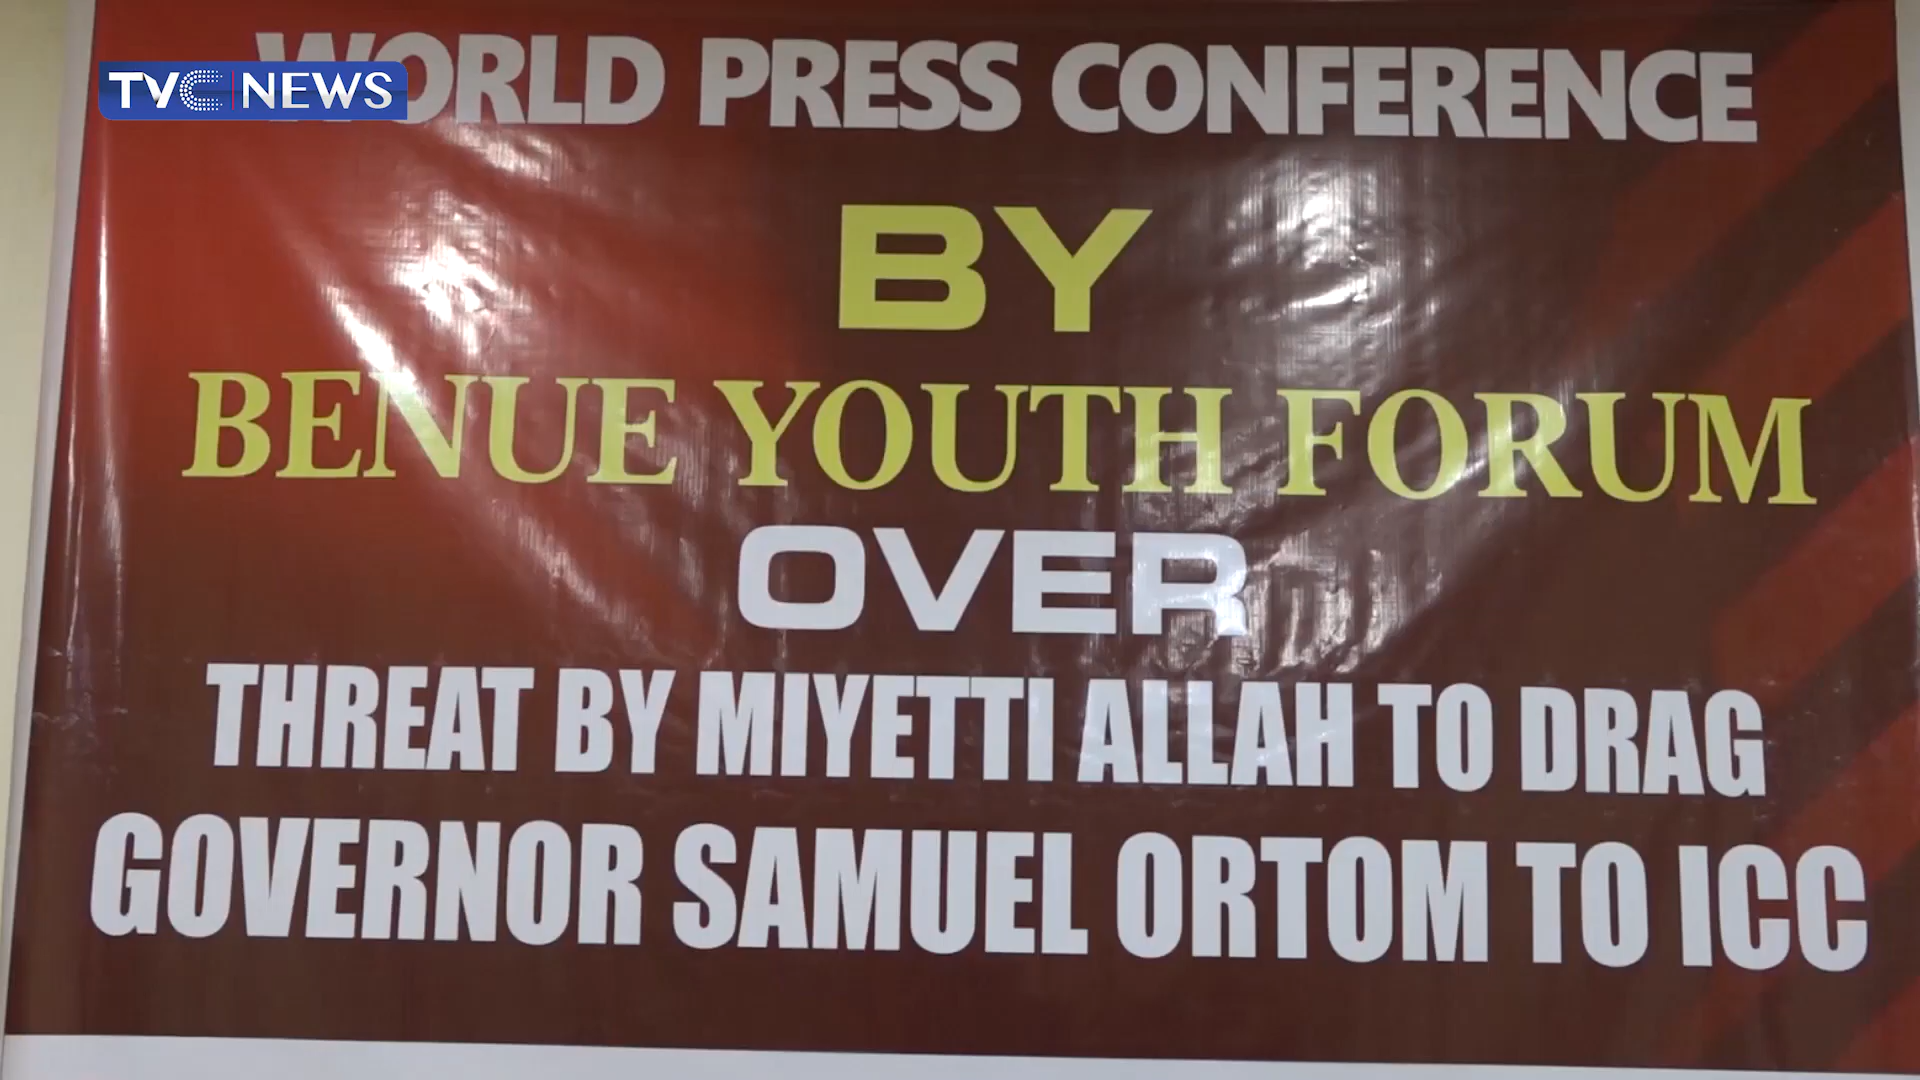 WORLD PRESS CONFERENCE
TVC NEWS
BY
BENUE YOUTH FORUM
OVER
THREAT BY MIYETTI ALLAH TO DRAG
GOVERNOR SAMUEL ORTOM TO ICC